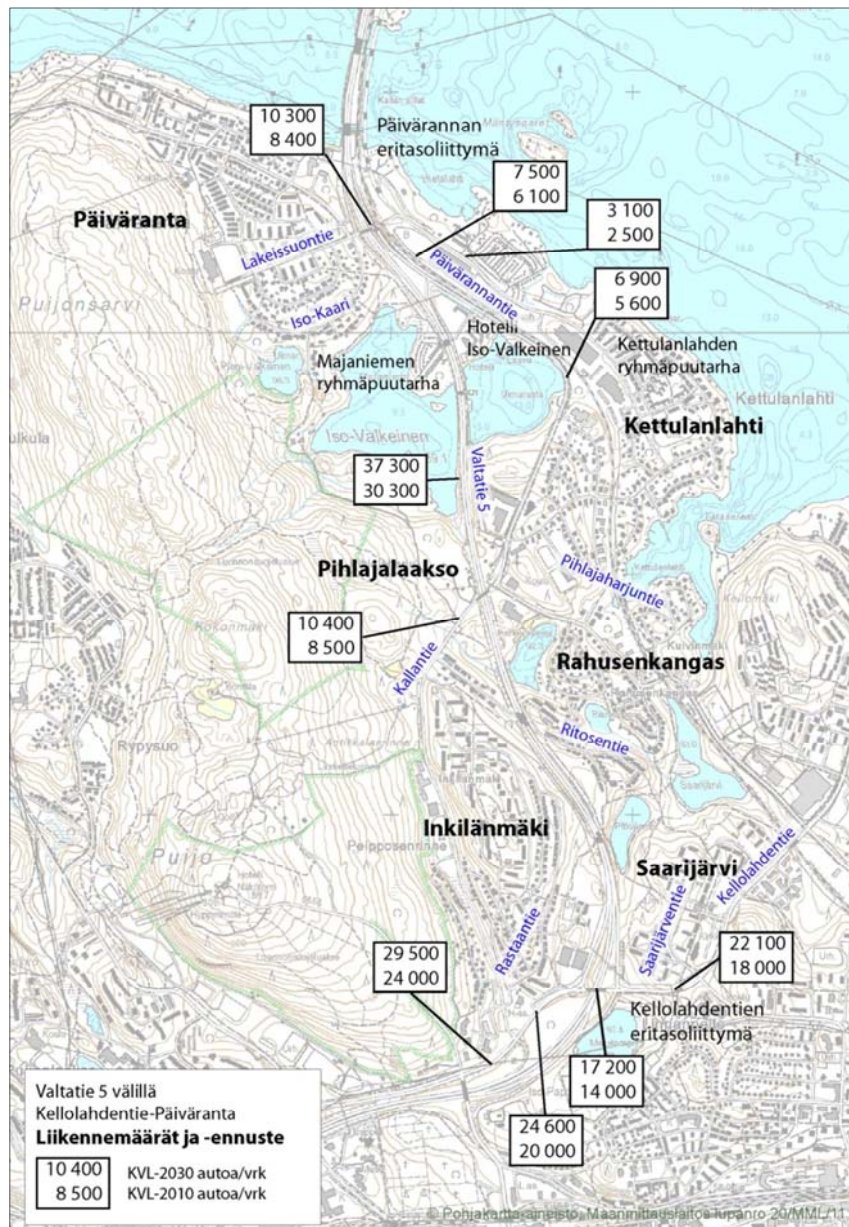 10 300
8 400
Päivärannan
eritasoliittymä
7 500
6 100
3 100
2 500
Päiväranta
Lakeissuontie
Päivärannantie
6 900
5 600
Puijonsarvi
Iso-Kaari
Hotelli
Iso-Valkeinen
Kettulanlahden
ryhmäpuutarha
Majaniemen
ryhmäpuutarha
Kettulanlahti
Kettulanlahti
Iso-Valkeinen
37 300
30 300
Valtatie 5
Pihlajalaakso
Pihlajaharjuntie
10 400
8 500
Kallantie
Rahusenkangas
Rypysuo
Ritosentie
Saarijärvi
Inkilänmäki
Peipposenrinne
Puijo
Saarijärvi
Kellolahdentie
Saarijärventie
Rastaantie
29 500
24 000
22 100
18 000
Kellolahdentien
eritasoliittymä
17 200
14 000
24 600
20 000
Valtatie 5 välillä
Kellolahdentie-Päiväranta
Liikennemäärät ja -ennuste
10 400 KVL-2030 autoa/vrk
8 500 KVL-2010 autoa/vrk
© Pohjakartta-aineisto, Maanmittauslaitos lupanro 20/MML/11